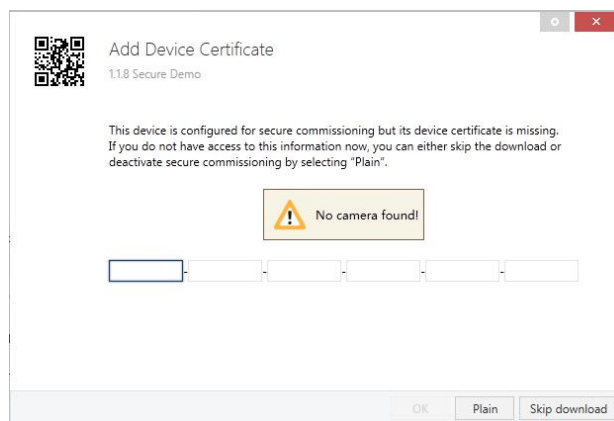 Add Device Certificate
1.1.8 Secure Demo
This device is configured for secure commissioning but its device certificate is missing.
If you do not have access to this information now, you can either skip the download or
deactivate secure commissioning by selecting "Plain".
No camera found!
- - - - -
OK Plain Skip download